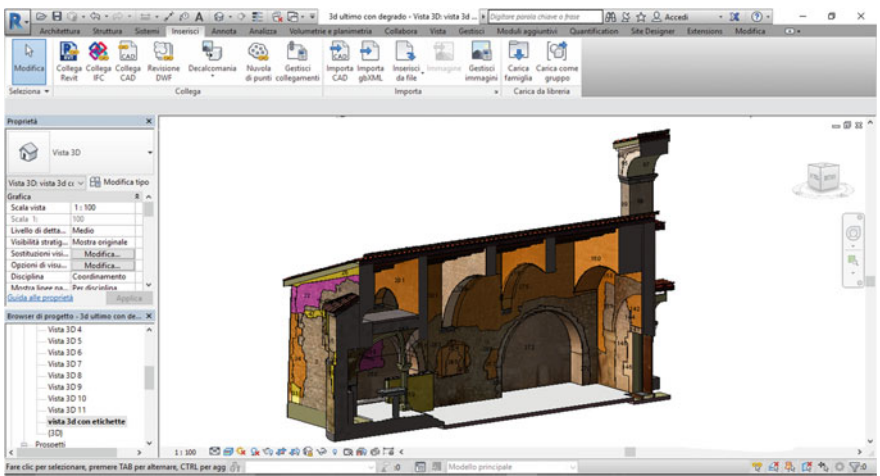 3d ultimo con degrado - Vista 3D: vista 3d ...
Digitare parola chiave o frase
Accedi
Architettura Struttura Sistemi Inserisci Annota Analizza Volumetrie e planimetria Collabora Vista Gestisci Moduli aggiuntivi Quantification Site Designer Extensions Modifica
Modifica
Collega Revit
Collega IFC
Collega CAD
Revisione DWF
Decalcomania
Nuvola di punti
Gestisci collegamenti
Importa CAD
Importa gbXML
Inserisci da file
Immagine
Gestisci immagini
Carica famiglia
Carica come gruppo
Seleziona
Collega
Importa
Carica da libreria
Proprietà
Vista 3D
Vista 3D: vista 3d cc
Modifica tipo
Grafica
Scala vista 1 : 100
Scala 1: 100
Livello di detta... Medio
Visibilità stratig... Mostra originale
Sostituzioni visi... Modifica...
Opzioni di visu... Modifica...
Disciplina Coordinamento
Mostra linee na... Per disciplina
Guida alle proprietà
Applica
Browser di progetto - 3d ultimo con de...
Vista 3D 4
Vista 3D 5
Vista 3D 6
Vista 3D 7
Vista 3D 8
Vista 3D 9
Vista 3D 10
Vista 3D 11
vista 3d con etichette
{3D}
Prospetti
1 : 100
Fare clic per selezionare, premere TAB per alternare, CTRL per agg
:0
Modello principale
:0